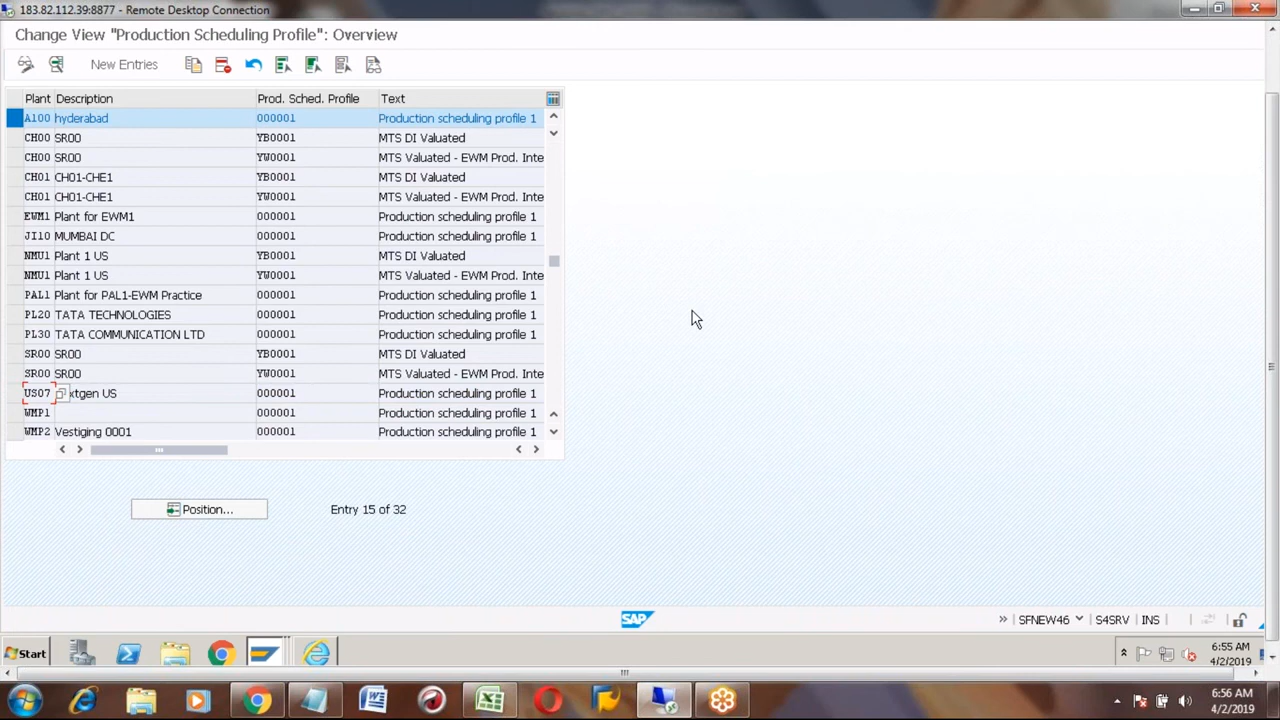 183.82.112.39:8877 - Remote Desktop Connection
Change View "Production Scheduling Profile": Overview
New Entries
Plant Description Prod. Sched. Profile Text
A100 hyderabad 000001 Production scheduling profile 1
CH00 SR00 YB0001 MTS DI Valuated
CH00 SR00 YW0001 MTS Valuated - EWM Prod. Inte
CH01 CH01-CHE1 YB0001 MTS DI Valuated
CH01 CH01-CHE1 YW0001 MTS Valuated - EWM Prod. Inte
EWM1 Plant for EWM1 000001 Production scheduling profile 1
JI10 MUMBAI DC 000001 Production scheduling profile 1
NMU1 Plant 1 US YB0001 MTS DI Valuated
NMU1 Plant 1 US YW0001 MTS Valuated - EWM Prod. Inte
PAL1 Plant for PAL1-EWM Practice 000001 Production scheduling profile 1
PL20 TATA TECHNOLOGIES 000001 Production scheduling profile 1
PL30 TATA COMMUNICATION LTD 000001 Production scheduling profile 1
SR00 SR00 YB0001 MTS DI Valuated
SR00 SR00 YW0001 MTS Valuated - EWM Prod. Inte
US07 xtgen US 000001 Production scheduling profile 1
WMP1 000001 Production scheduling profile 1
WMP2 Vestiging 0001 000001 Production scheduling profile 1
Position... Entry 15 of 32
SAP SFNEW46 S4SRV INS
Start 6:55 AM
4/2/2019
6:56 AM
4/2/2019